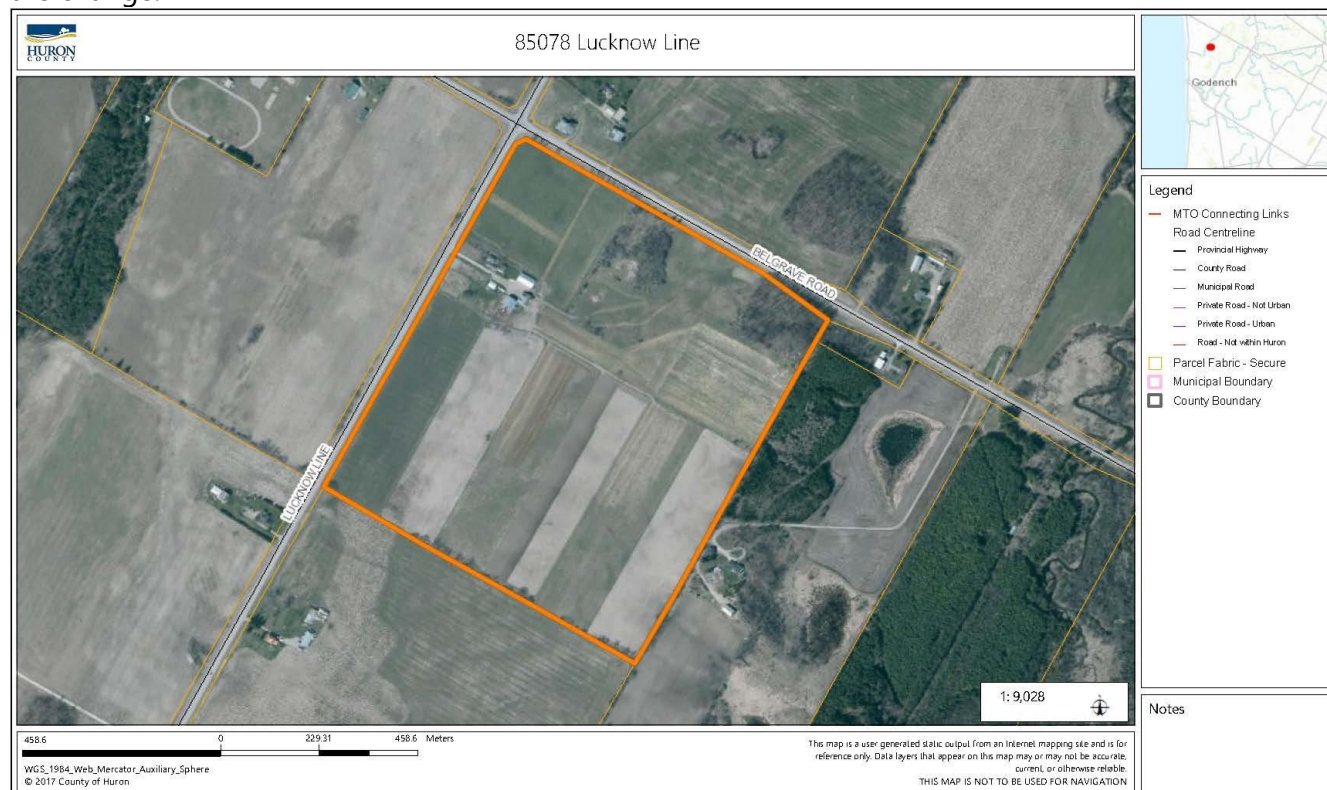 HURON
COUNTY
85078 Lucknow Line
Goderich
BELGRAVE ROAD
LUCKNOW LINE
1: 9,028
Legend
MTO Connecting Links
Road Centreline
Provincial Highway
County Road
Municipal Road
Private Road - Not Urban
Private Road - Urban
Road - Not within Huron
Parcel Fabric - Secure
Municipal Boundary
County Boundary
Notes
458.6 0 229.31 458.6 Meters
WGS_1984_Web_Mercator_Auxiliary_Sphere
© 2017 County of Huron
This map is a user generated static output from an Internet mapping site and is for
reference only. Data layers that appear on this map may or may not be accurate,
current, or otherwise reliable.
THIS MAP IS NOT TO BE USED FOR NAVIGATION